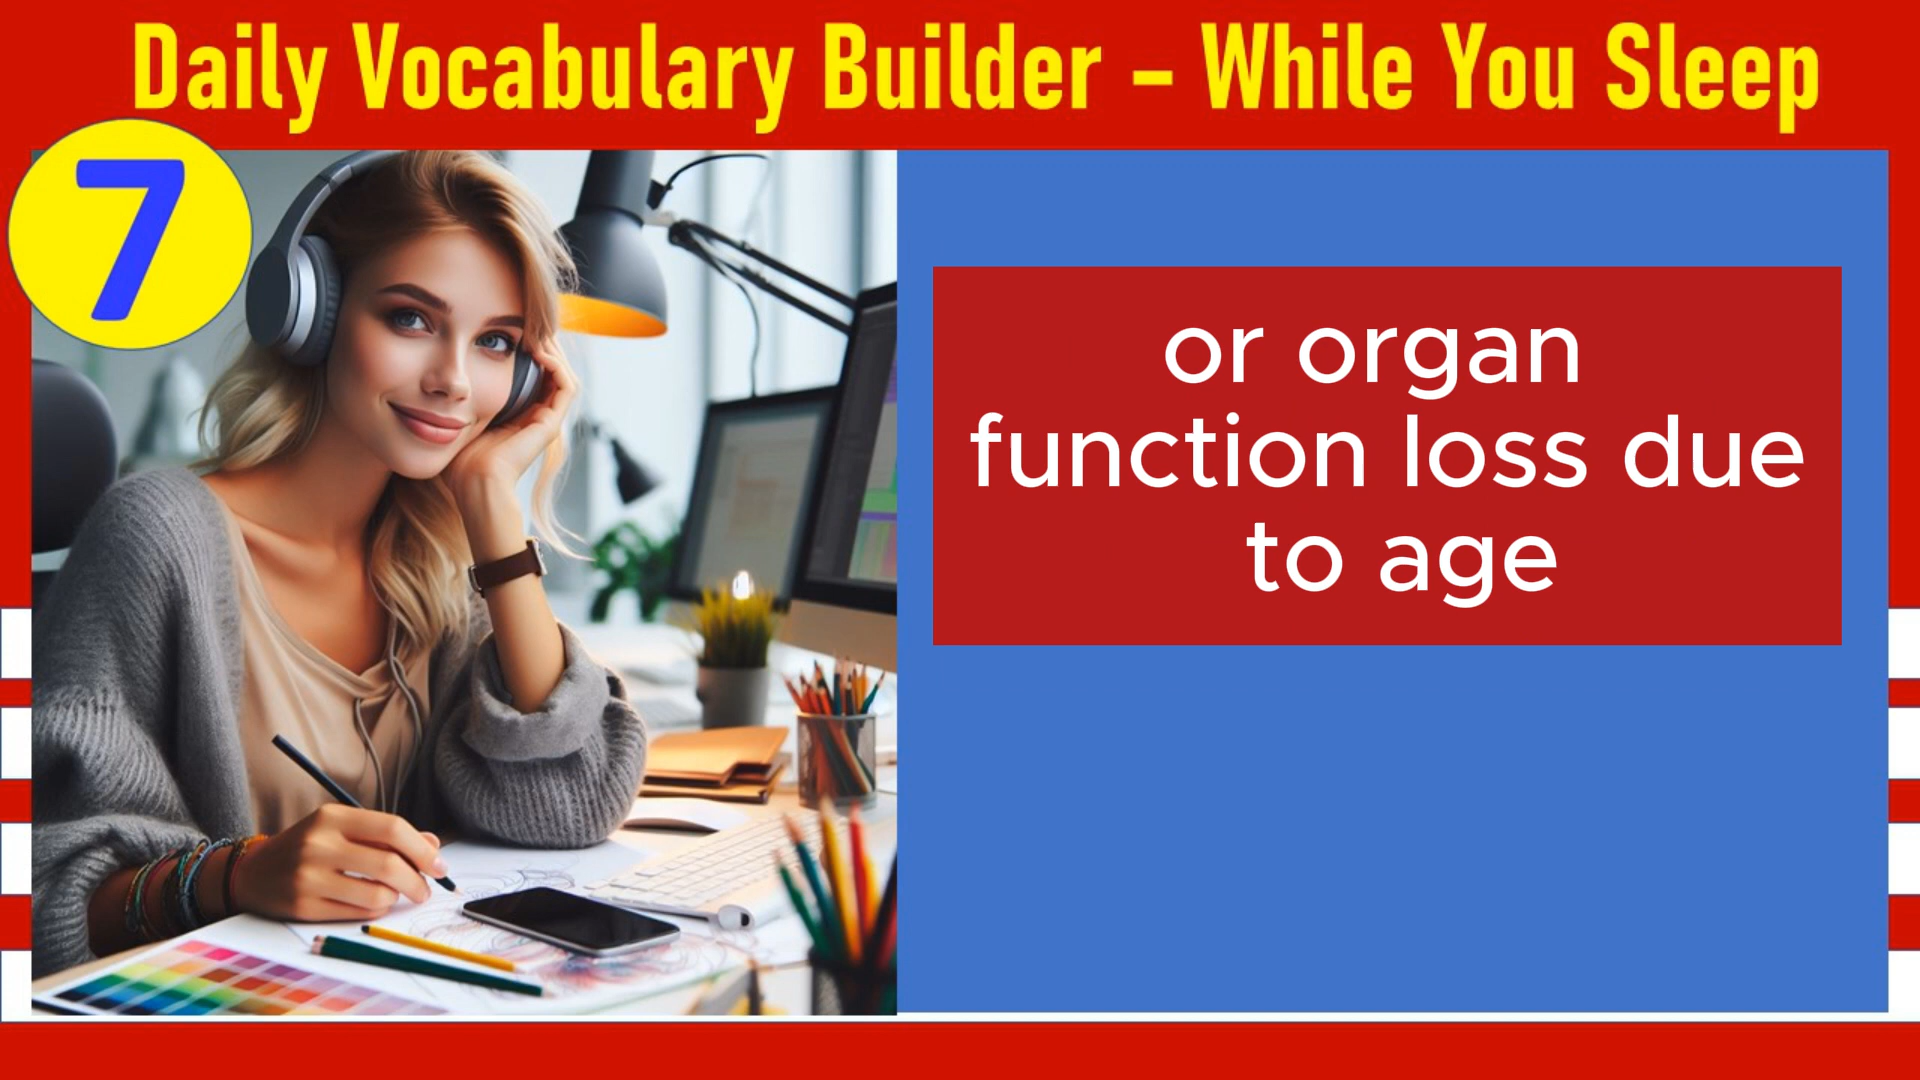 Daily Vocabulary Builder – While You Sleep
7
or organ
function loss due
to age